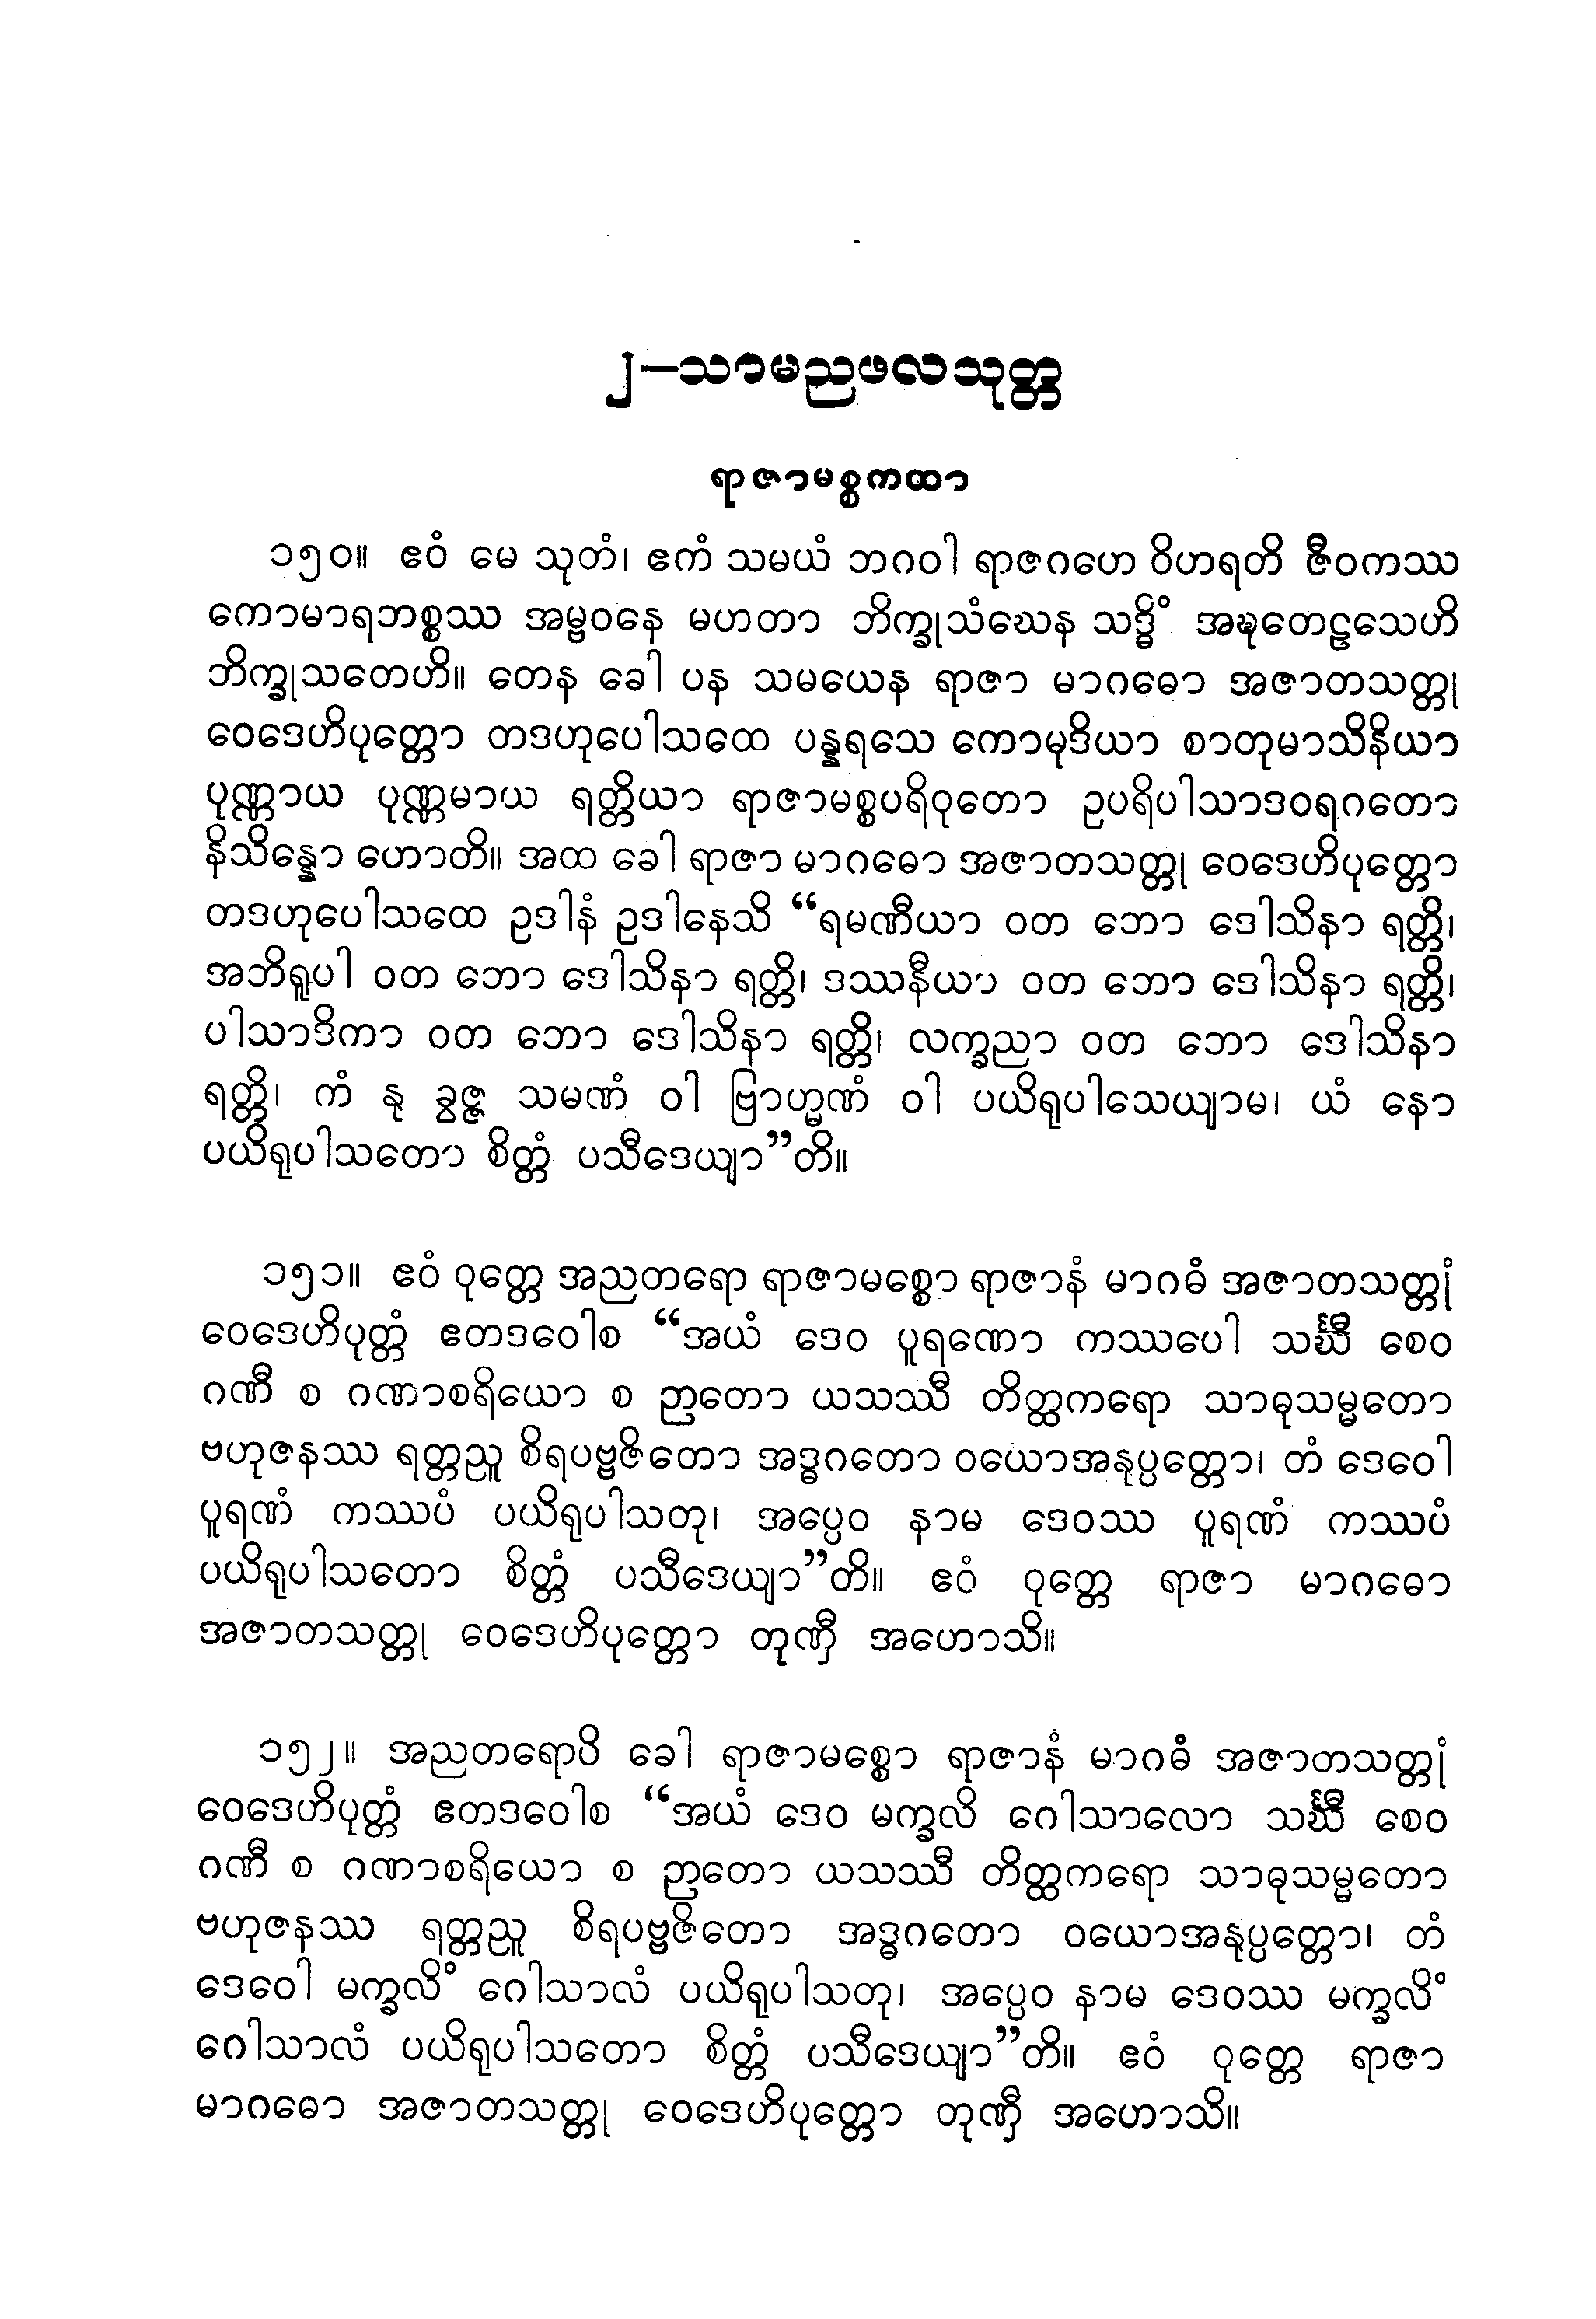 ၂–သာမညဖလသုတ္တ
ရာဇာမစ္စကထာ
၁၅၀။ ဧဝံ မေ သုတံ၊ ဧကံ သမယံ ဘဂဝါ ရာဇဂဟေ ဝိဟရတိ ဇီဝကဿ
ကောမာရဘစ္စဿ အမ္ဗဝနေ မဟတာ ဘိက္ခုသံဃေန သဒ္ဓိံ အဍ္ဎတေဠသေဟိ
ဘိက္ခုသတေဟိ။ တေန ခေါ ပန သမယေန ရာဇာ မာဂဓော အဇာတသတ္တု
ဝေဒေဟိပုတ္တော တဒဟုပေါသထေ ပန္နရသေ ကောမုဒိယာ စာတုမာသိနိယာ
ပုဏ္ဏာယ ပုဏ္ဏမာယ ရတ္တိယာ ရာဇာမစ္စပရိဝုတော ဥပရိပါသာဒဝရဂတော
နိသိန္နော ဟောတိ။ အထ ခေါ ရာဇာ မာဂဓော အဇာတသတ္တု ဝေဒေဟိပုတ္တော
တဒဟုပေါသထေ ဥဒါနံ ဥဒါနေသိ “ရမဏီယာ ဝတ ဘော ဒေါသိနာ ရတ္တိ၊
အဘိရူပါ ဝတ ဘော ဒေါသိနာ ရတ္တိ၊ ဒဿနီယာ ဝတ ဘော ဒေါသိနာ ရတ္တိ၊
ပါသာဒိကာ ဝတ ဘော ဒေါသိနာ ရတ္တိ၊ လက္ခညာ ဝတ ဘော ဒေါသိနာ
ရတ္တိ၊ ကံ နု ခွဇ္ဇ သမဏံ ဝါ ဗြာဟ္မဏံ ဝါ ပယိရုပါသေယျာမ၊ ယံ နော
ပယိရုပါသတော စိတ္တံ ပသီဒေယျာ”တိ။
၁၅၁။ ဧဝံ ဝုတ္တေ အညတရော ရာဇာမစ္စော ရာဇာနံ မာဂဓံ အဇာတသတ္တုံ
ဝေဒေဟိပုတ္တံ ဧတဒဝေါစ “အယံ ဒေဝ ပူရဏော ကဿပေါ သင်္ဃီ စေဝ
ဂဏီ စ ဂဏာစရိယော စ ဉာတော ယသဿီ တိတ္ထကရော သာဓုသမ္မတော
ဗဟုဇနဿ ရတ္တညူ စိရပဗ္ဗဇိတော အဒ္ဓဂတော ဝယောအနုပ္ပတ္တော၊ တံ ဒေဝေါ
ပူရဏံ ကဿပံ ပယိရုပါသတု၊ အပ္ပေဝ နာမ ဒေဝဿ ပူရဏံ ကဿပံ
ပယိရုပါသတော စိတ္တံ ပသီဒေယျာ”တိ။ ဧဝံ ဝုတ္တေ ရာဇာ မာဂဓော
အဇာတသတ္တု ဝေဒေဟိပုတ္တော တုဏှီ အဟောသိ။
၁၅၂။ အညတရောပိ ခေါ ရာဇာမစ္စော ရာဇာနံ မာဂဓံ အဇာတသတ္တုံ
ဝေဒေဟိပုတ္တံ ဧတဒဝေါစ “အယံ ဒေဝ မက္ခလိ ဂေါသာလော သင်္ဃီ စေဝ
ဂဏီ စ ဂဏာစရိယော စ ဉာတော ယသဿီ တိတ္ထကရော သာဓုသမ္မတော
ဗဟုဇနဿ ရတ္တညူ စိရပဗ္ဗဇိတော အဒ္ဓဂတော ဝယောအနုပ္ပတ္တော၊ တံ
ဒေဝေါ မက္ခလိံ ဂေါသာလံ ပယိရုပါသတု၊ အပ္ပေဝ နာမ ဒေဝဿ မက္ခလိံ
ဂေါသာလံ ပယိရုပါသတော စိတ္တံ ပသီဒေယျာ”တိ။ ဧဝံ ဝုတ္တေ ရာဇာ
မာဂဓော အဇာတသတ္တု ဝေဒေဟိပုတ္တော တုဏှီ အဟောသိ။